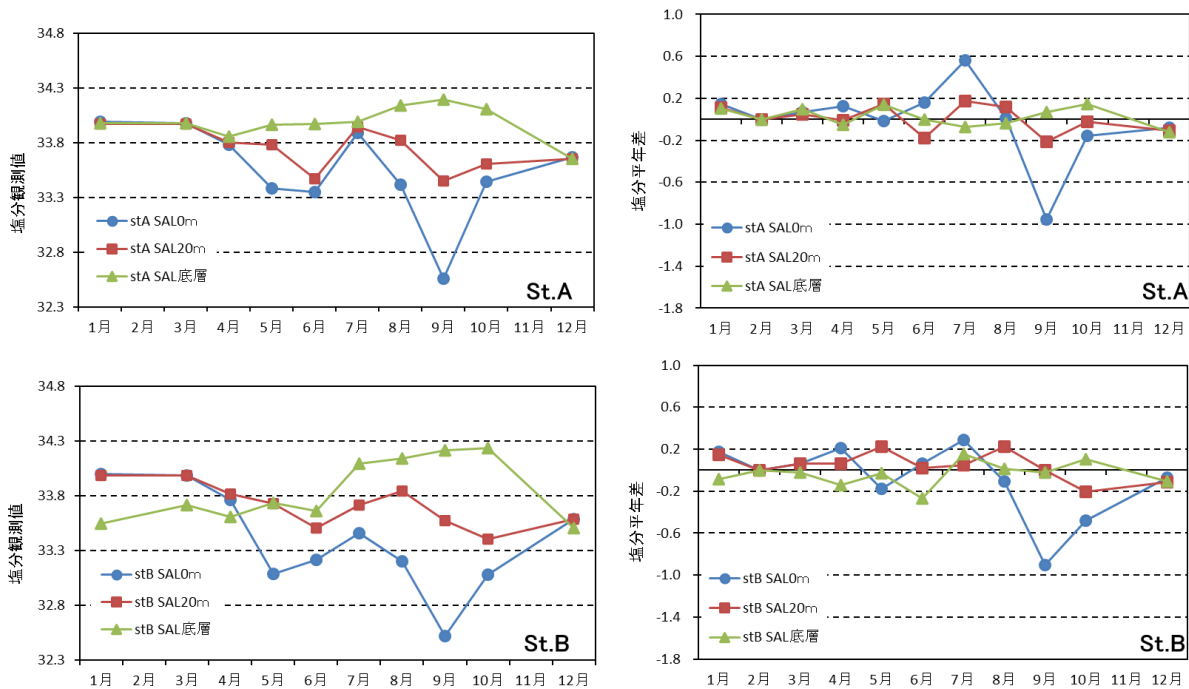 34.8
34.3
33.8
33.3
32.8
32.3
塩分観測値
stA SAL0m
stA SAL20m
stA SAL底層
St.A
1月 2月 3月 4月 5月 6月 7月 8月 9月 10月 11月 12月
1.0
0.6
0.2
-0.2
-0.6
-1.0
-1.4
-1.8
塩分平年差
stA SAL0m
stA SAL20m
stA SAL底層
St.A
1月 2月 3月 4月 5月 6月 7月 8月 9月 10月 11月 12月
34.8
34.3
33.8
33.3
32.8
32.3
塩分観測値
stB SAL0m
stB SAL20m
stB SAL底層
St.B
1月 2月 3月 4月 5月 6月 7月 8月 9月 10月 11月 12月
1.0
0.6
0.2
-0.2
-0.6
-1.0
-1.4
-1.8
塩分平年差
stB SAL0m
stB SAL20m
stB SAL底層
St.B
1月 2月 3月 4月 5月 6月 7月 8月 9月 10月 11月 12月